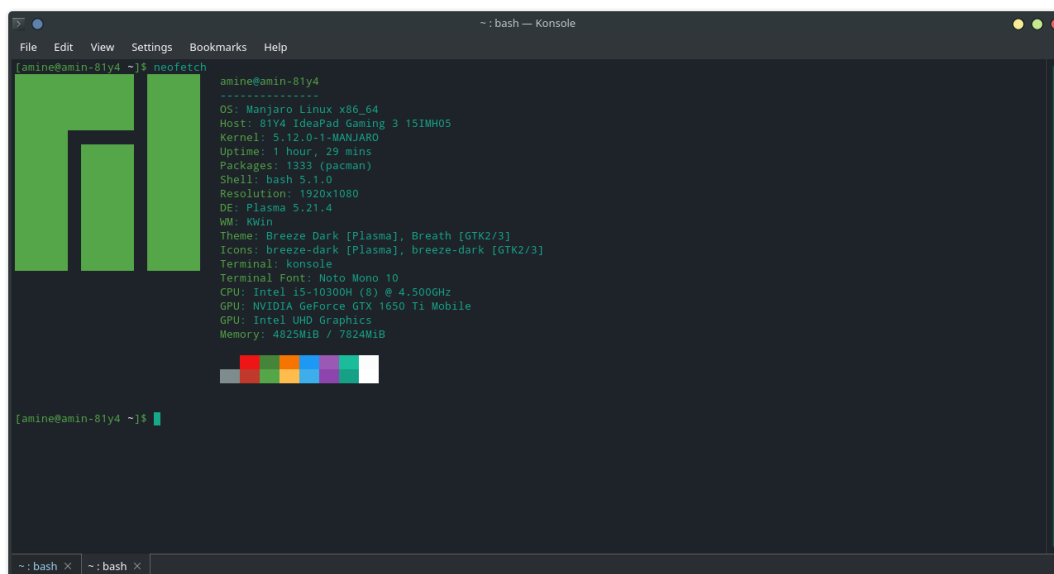 ~ : bash — Konsole
File Edit View Settings Bookmarks Help
[amine@amin-81y4 ~]$ neofetch
amine@amin-81y4
---------------
OS: Manjaro Linux x86_64
Host: 81Y4 IdeaPad Gaming 3 15IMH05
Kernel: 5.12.0-1-MANJARO
Uptime: 1 hour, 29 mins
Packages: 1333 (pacman)
Shell: bash 5.1.0
Resolution: 1920x1080
DE: Plasma 5.21.4
WM: KWin
Theme: Breeze Dark [Plasma], Breath [GTK2/3]
Icons: breeze-dark [Plasma], breeze-dark [GTK2/3]
Terminal: konsole
Terminal Font: Noto Mono 10
CPU: Intel i5-10300H (8) @ 4.500GHz
GPU: NVIDIA GeForce GTX 1650 Ti Mobile
GPU: Intel UHD Graphics
Memory: 4825MiB / 7824MiB
[amine@amin-81y4 ~]$
~ : bash × ~ : bash ×